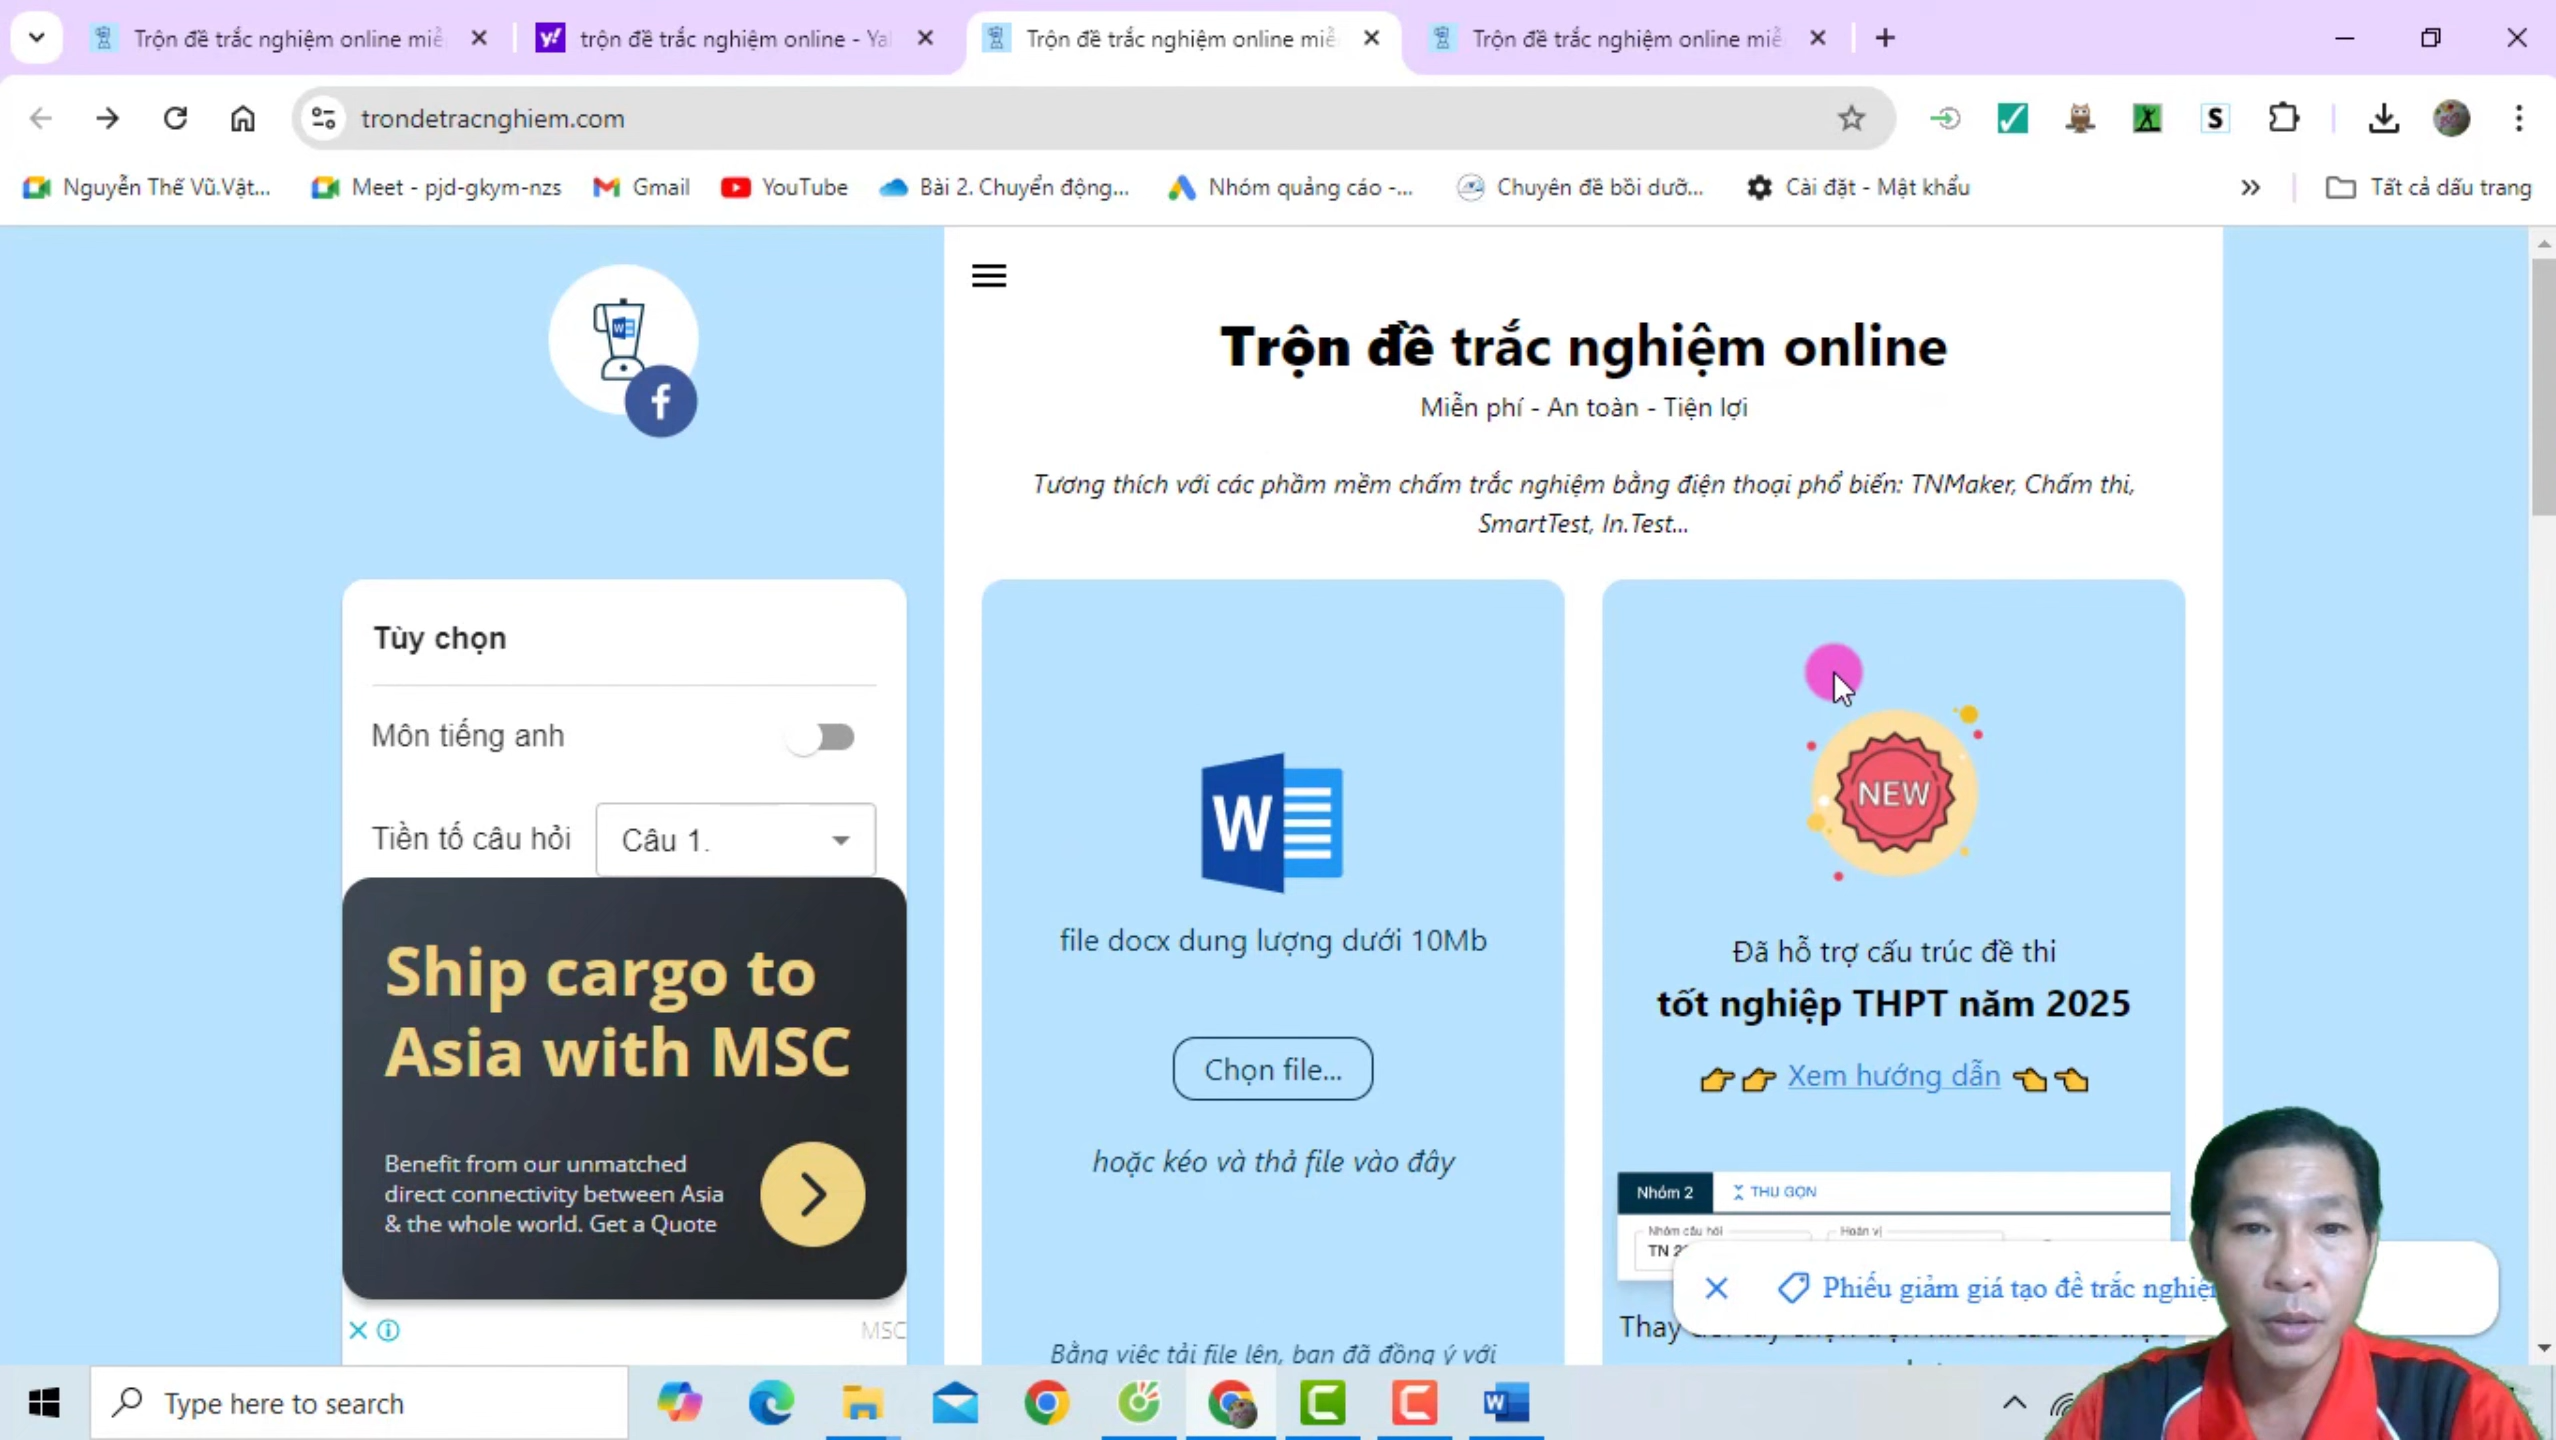 Trộn đề trắc nghiệm online miễ
trộn đề trắc nghiệm online - Ya
Trộn đề trắc nghiệm online miễ
Trộn đề trắc nghiệm online miễ
trondetracnghiem.com
S
Nguyễn Thế Vũ.Vật...
Meet - pjd-gkym-nzs
Gmail
YouTube
Bài 2. Chuyển động...
Nhóm quảng cáo -...
Chuyên đề bồi dưỡ...
Cài đặt - Mật khẩu
Tất cả dấu trang
Trộn đề trắc nghiệm online
Miễn phí - An toàn - Tiện lợi
Tương thích với các phầm mềm chấm trắc nghiệm bằng điện thoại phổ biến: TNMaker, Chấm thi,
SmartTest, In.Test...
Tùy chọn
Môn tiếng anh
Tiền tố câu hỏi
Câu 1.
Ship cargo to
Asia with MSC
Benefit from our unmatched
direct connectivity between Asia
& the whole world. Get a Quote
MSC
W
file docx dung lượng dưới 10Mb
Chọn file...
hoặc kéo và thả file vào đây
Bằng việc tải file lên, bạn đã đồng ý với
NEW
Đã hỗ trợ cấu trúc đề thi
tốt nghiệp THPT năm 2025
Xem hướng dẫn
Nhóm 2
THU GỌN
Nhóm câu hỏi
Hoán vị
TN
Phiếu giảm giá tạo đề trắc nghiệ
Thay
Type here to search